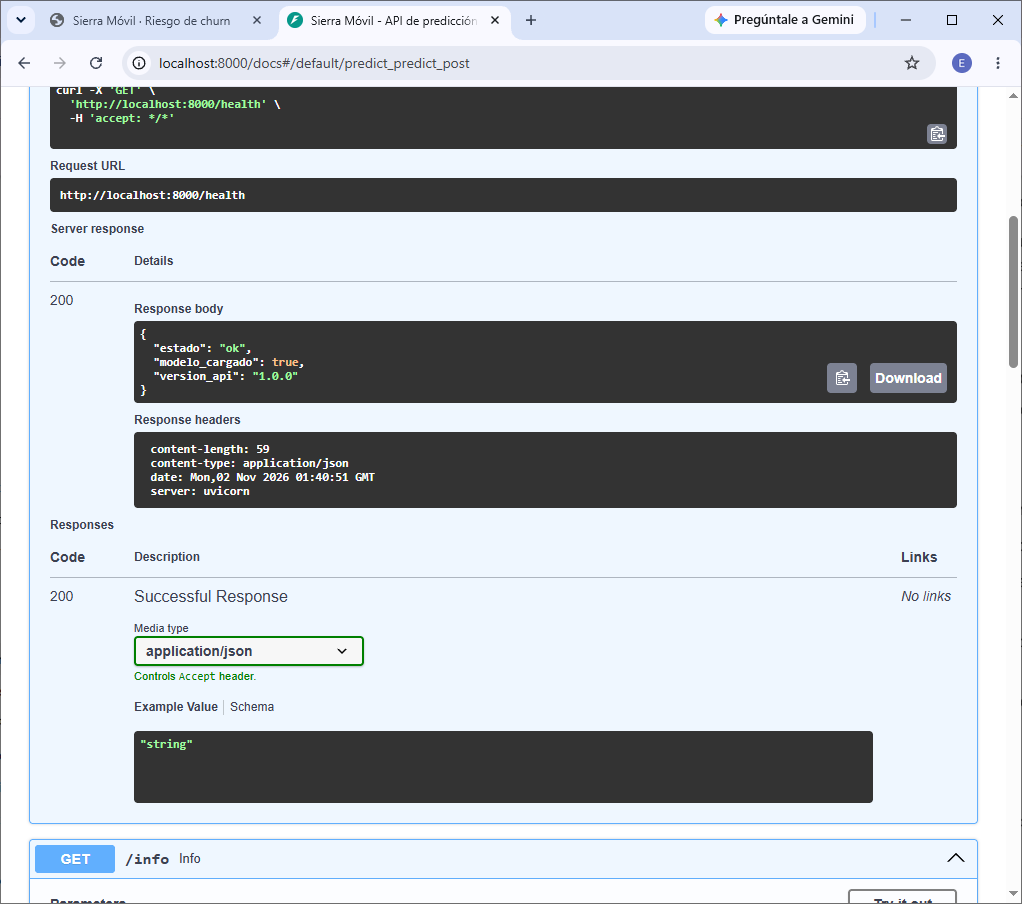 Sierra Móvil · Riesgo de churn
Sierra Móvil - API de predicción
Pregúntale a Gemini
localhost:8000/docs#/default/predict_predict_post
E
curl -X 'GET' \
'http://localhost:8000/health' \
-H 'accept: */*'
Request URL
http://localhost:8000/health
Server response
Code Details
200
Response body
{
"estado": "ok",
"modelo_cargado": true,
"version_api": "1.0.0"
}
Download
Response headers
content-length: 59
content-type: application/json
date: Mon,02 Nov 2026 01:40:51 GMT
server: uvicorn
Responses
Code Description Links
200 Successful Response No links
Media type
application/json
Controls Accept header.
Example Value Schema
"string"
GET /info Info
Parameters Try it out